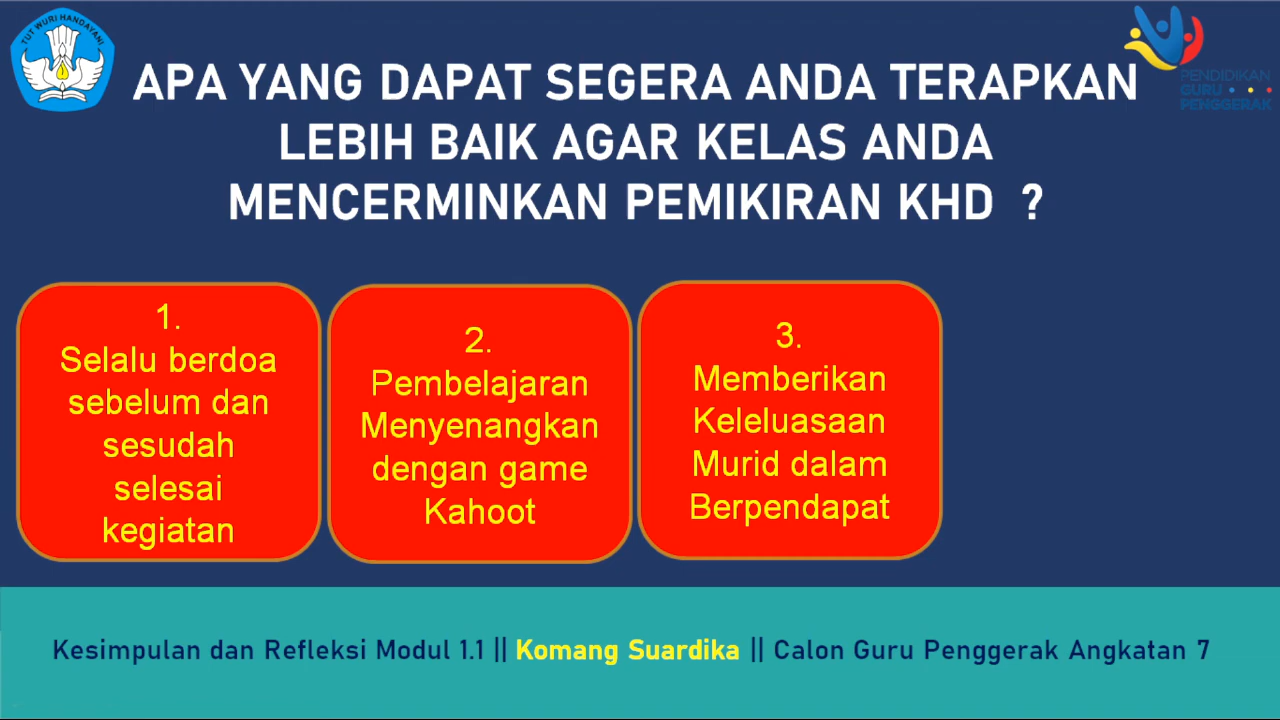 TUT WURI HANDAYANI
PENDIDIKAN
GURU
PENGGERAK
APA YANG DAPAT SEGERA ANDA TERAPKAN
LEBIH BAIK AGAR KELAS ANDA
MENCERMINKAN PEMIKIRAN KHD ?
1.
Selalu berdoa
sebelum dan
sesudah
selesai
kegiatan
2.
Pembelajaran
Menyenangkan
dengan game
Kahoot
3.
Memberikan
Keleluasaan
Murid dalam
Berpendapat
Kesimpulan dan Refleksi Modul 1.1 || Komang Suardika || Calon Guru Penggerak Angkatan 7